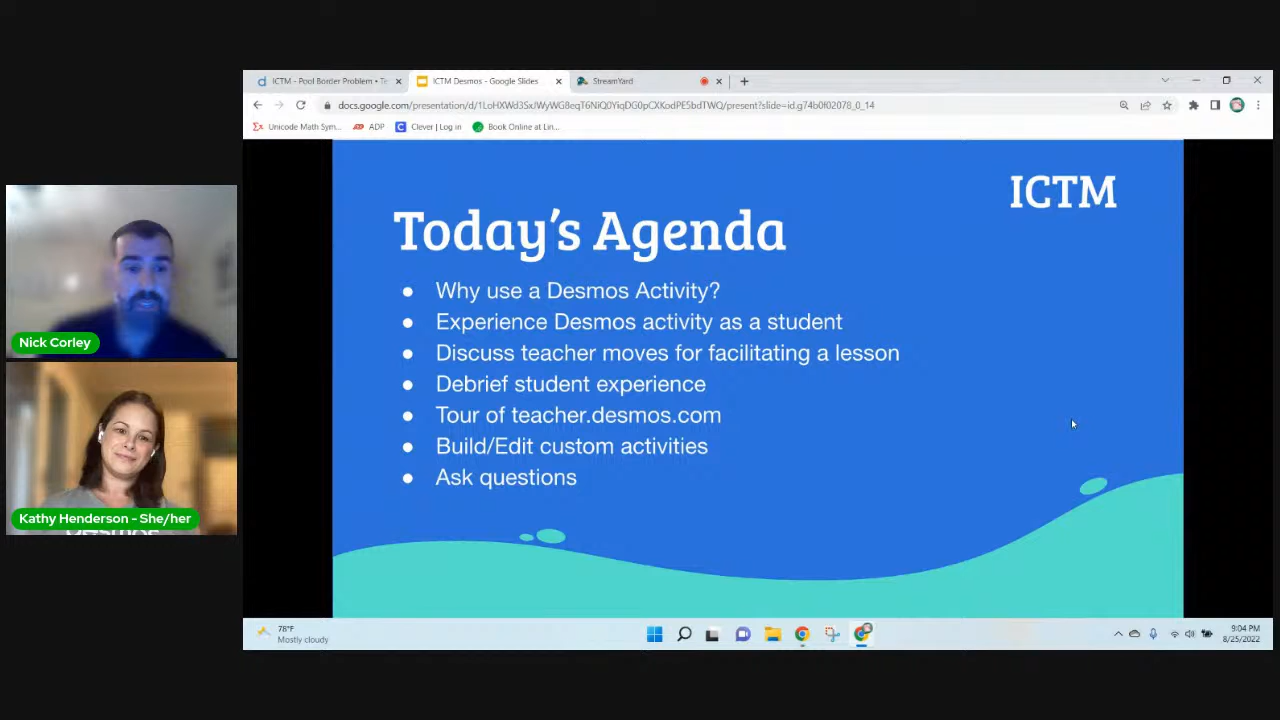 ICTM - Pool Border Problem • Te
ICTM Desmos - Google Slides
StreamYard
docs.google.com/presentation/d/1LoHXWd3SxJWyWG8eqT6NiQ0YiqDG0pCXKodPE5bdTWQ/present?slide=id.g74b0f02078_0_14
Unicode Math Sym...
ADP
Clever | Log in
Book Online at Lin...
ICTM
Today's Agenda
● Why use a Desmos Activity?
● Experience Desmos activity as a student
● Discuss teacher moves for facilitating a lesson
● Debrief student experience
● Tour of teacher.desmos.com
● Build/Edit custom activities
● Ask questions
Nick Corley
Kathy Henderson - She/her
desmos
78°F
Mostly cloudy
9:04 PM
8/25/2022